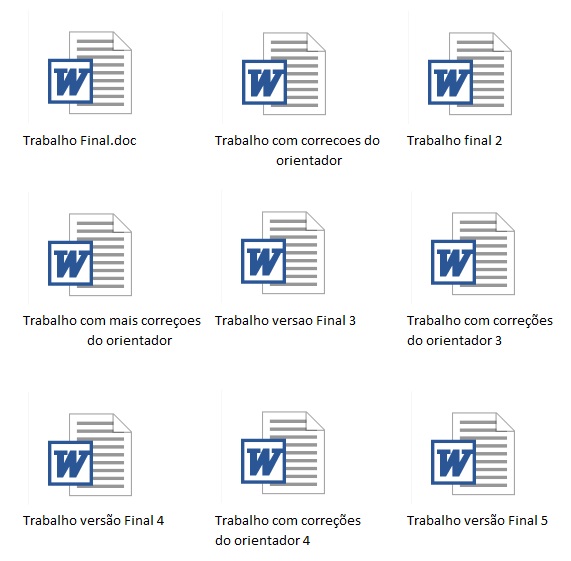 Trabalho Final.doc
Trabalho com correcoes do
orientador
Trabalho final 2
Trabalho com mais correçoes
do orientador
Trabalho versao Final 3
Trabalho com correções
do orientador 3
Trabalho versão Final 4
Trabalho com correções
do orientador 4
Trabalho versão Final 5